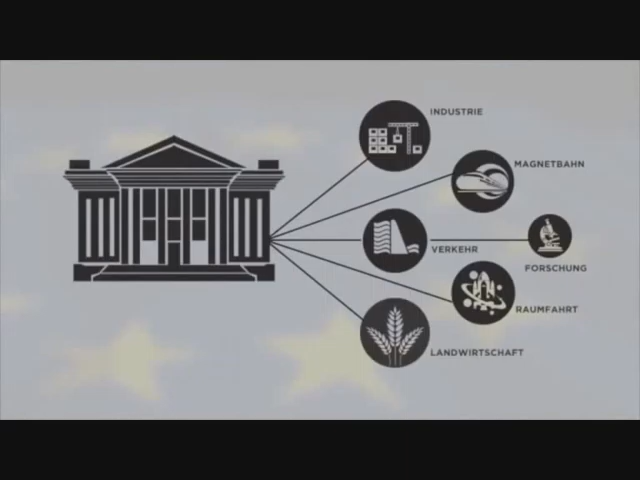 INDUSTRIE
MAGNETBAHN
VERKEHR
FORSCHUNG
RAUMFAHRT
LANDWIRTSCHAFT